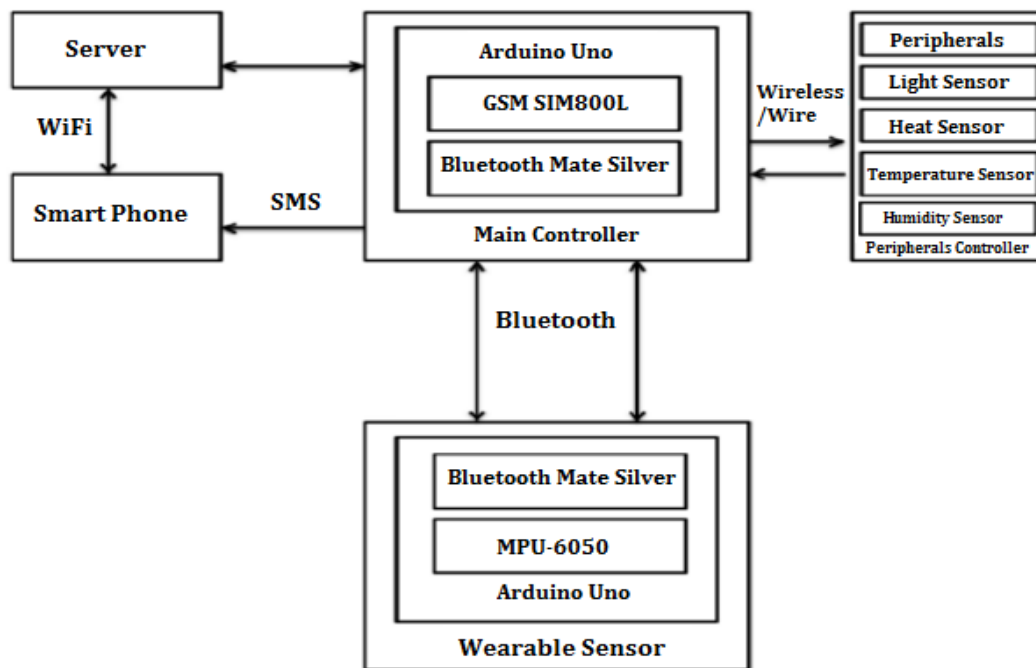 Server
WiFi
Smart Phone
SMS
Arduino Uno
GSM SIM800L
Bluetooth Mate Silver
Main Controller
Wireless
/Wire
Peripherals
Light Sensor
Heat Sensor
Temperature Sensor
Humidity Sensor
Peripherals Controller
Bluetooth
Bluetooth Mate Silver
MPU-6050
Arduino Uno
Wearable Sensor